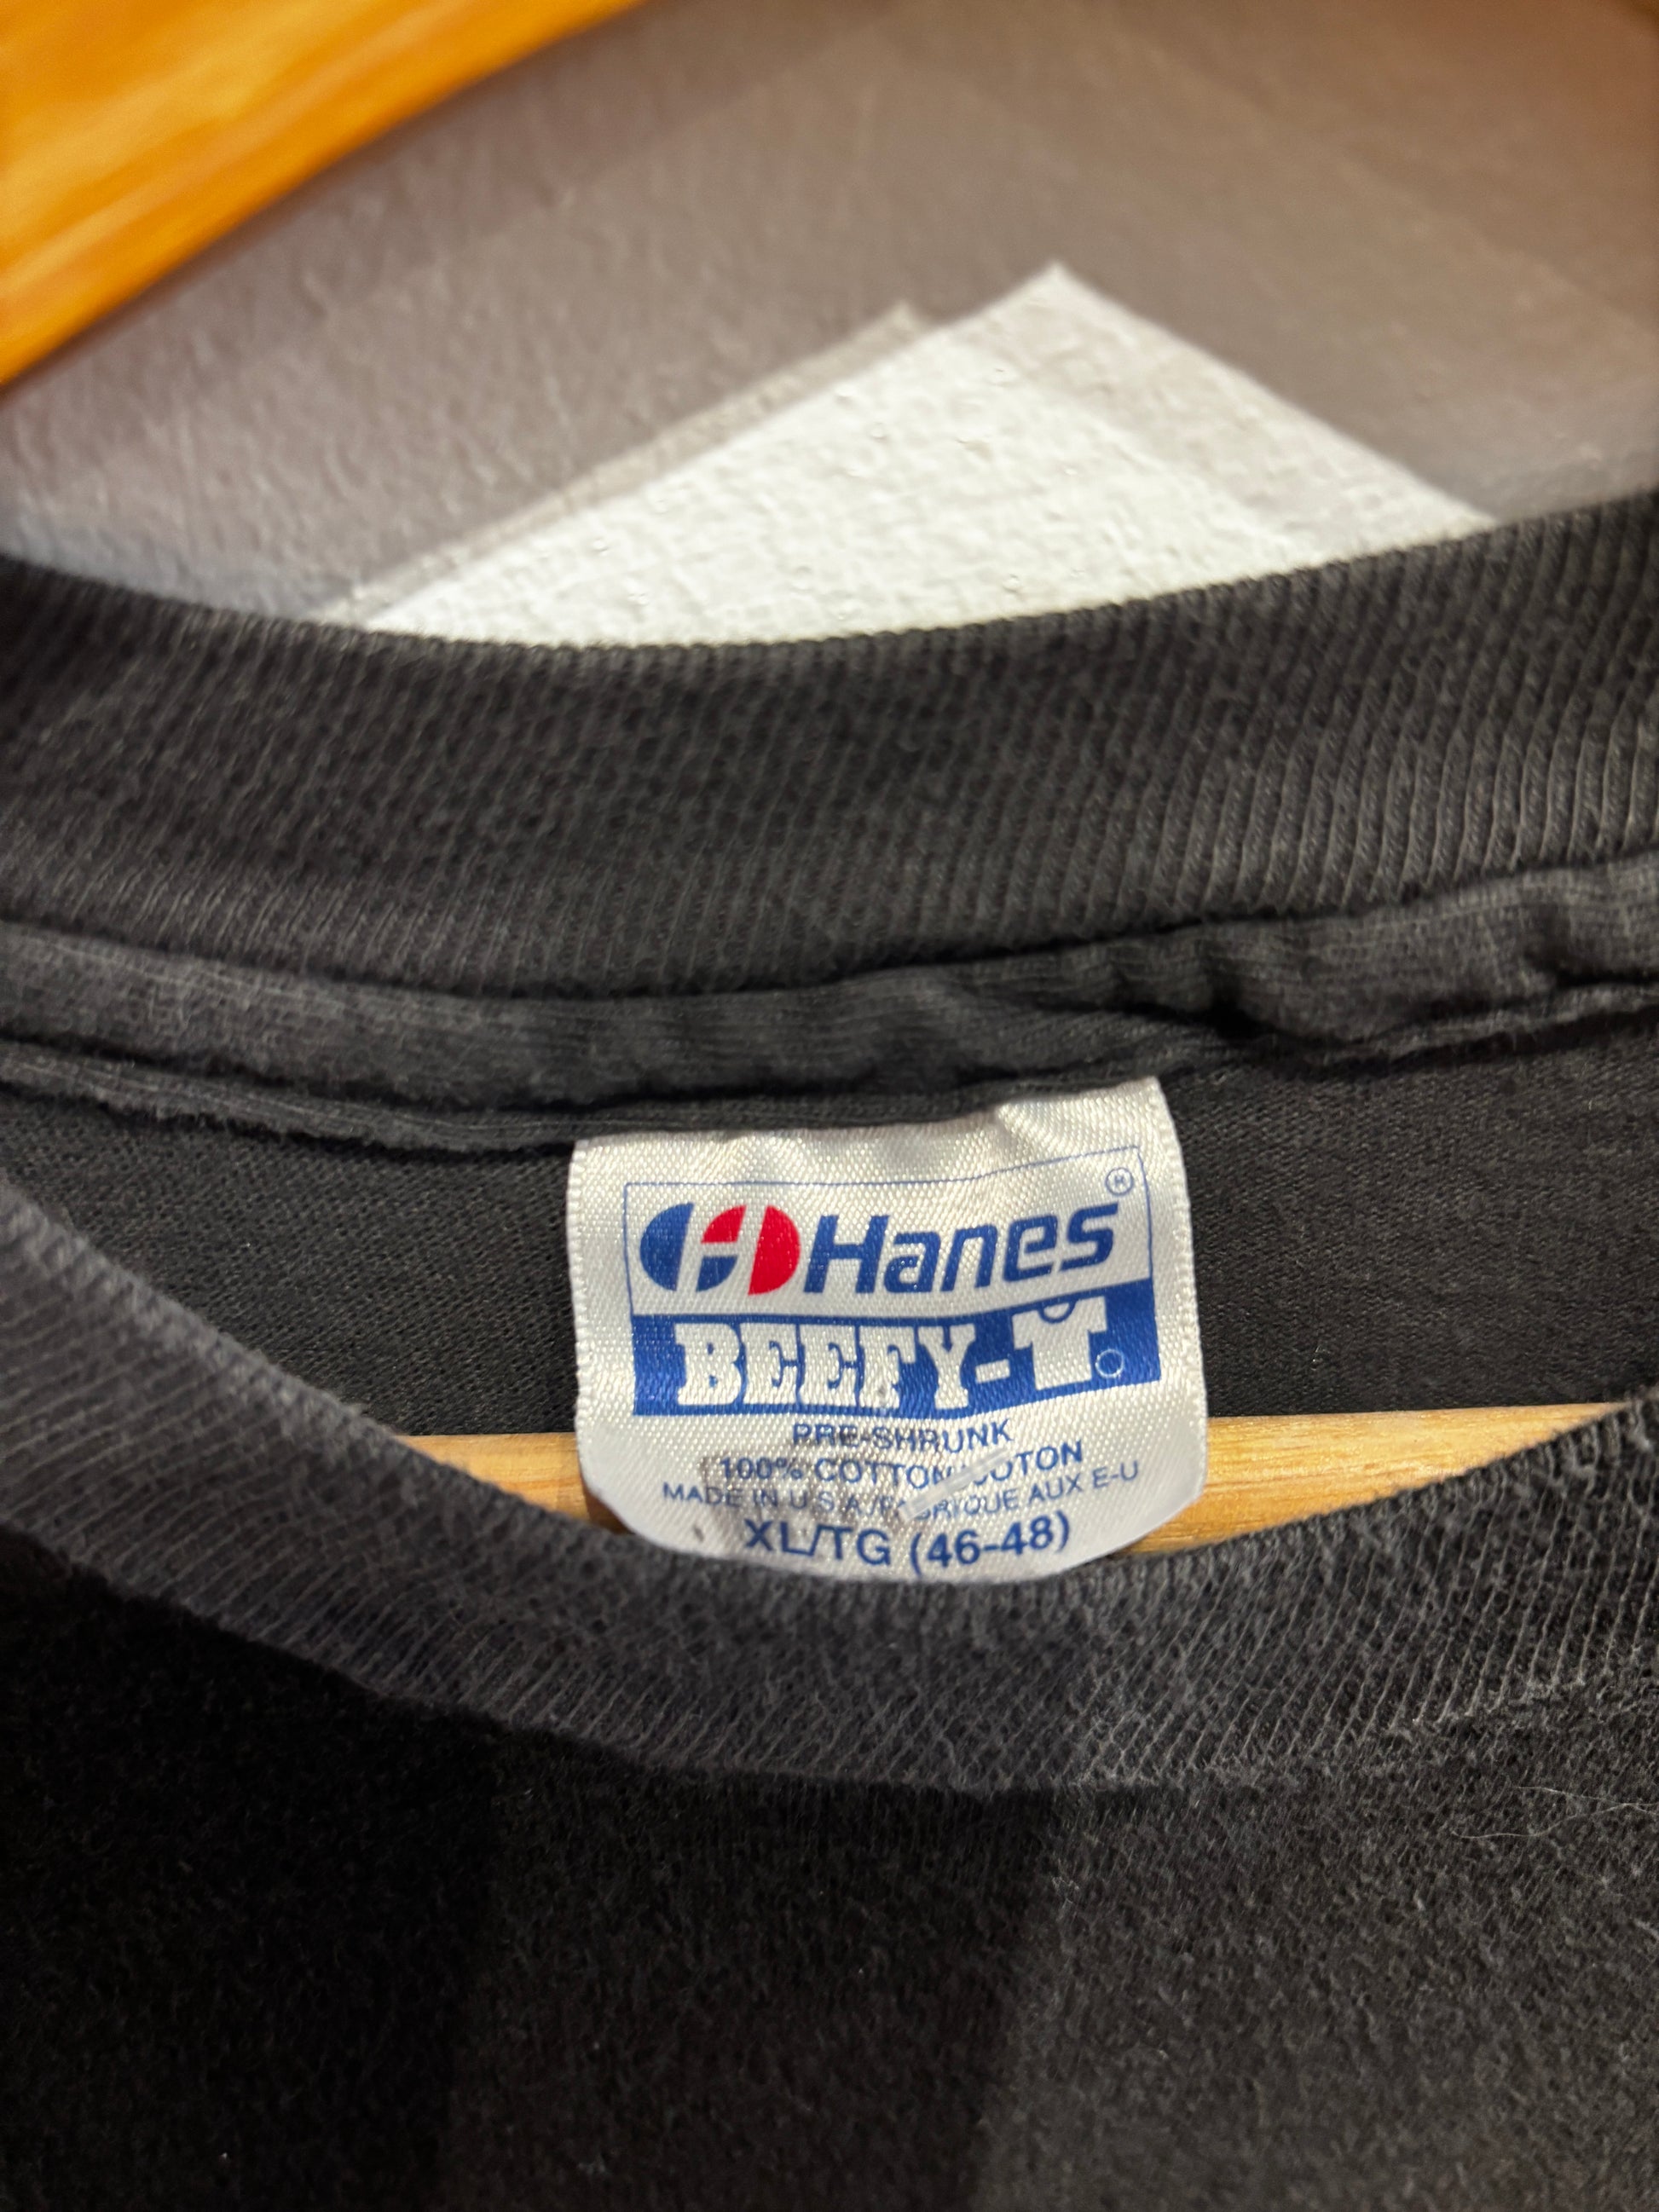 Hanes®
BEEFY-T®
PRE-SHRUNK
100% COTTON/COTON
MADE IN U.S.A./FABRIQUE AUX E-U
XL/TG (46-48)